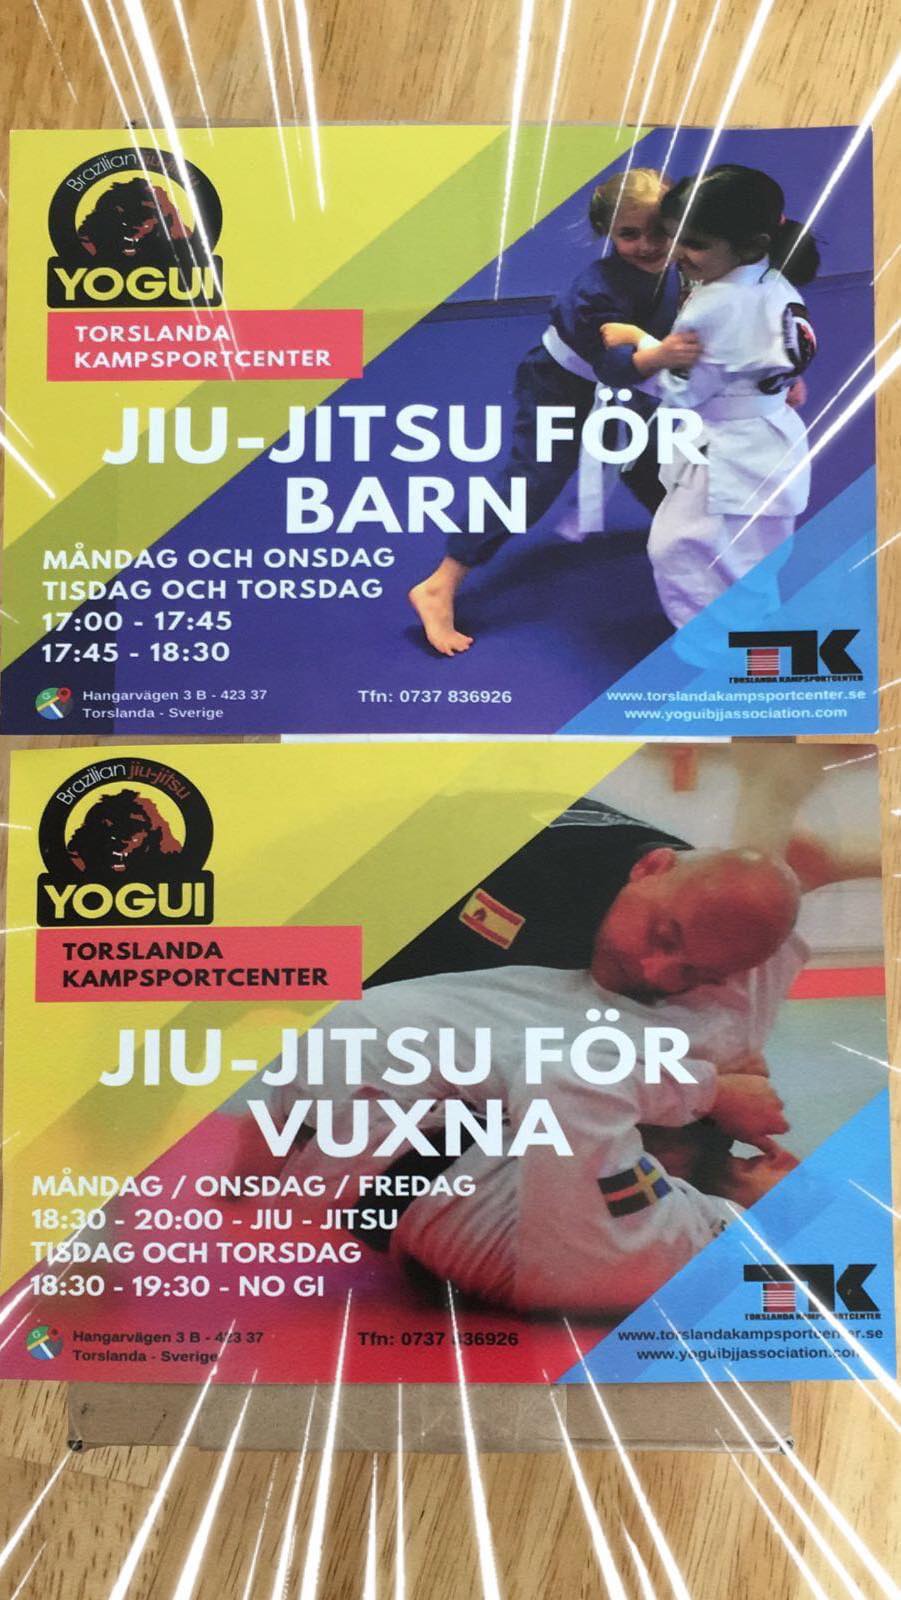 Brazilian jiu-jitsu
YOGUI
TORSLANDA
KAMPSPORTCENTER
JIU-JITSU FÖR
BARN
MÅNDAG OCH ONSDAG
TISDAG OCH TORSDAG
17:00 - 17:45
17:45 - 18:30
TK
TORSLANDA KAMPSPORTCENTER
Hangarvägen 3 B - 423 37
Torslanda - Sverige
Tfn: 0737 836926
www.torslandakampsportcenter.se
www.yoguibjjassociation.com
Brazilian jiu-jitsu
YOGUI
TORSLANDA
KAMPSPORTCENTER
JIU-JITSU FÖR
VUXNA
MÅNDAG / ONSDAG / FREDAG
18:30 - 20:00 - JIU - JITSU
TISDAG OCH TORSDAG
18:30 - 19:30 - NO GI
TK
TORSLANDA KAMPSPORTCENTER
Hangarvägen 3 B - 423 37
Torslanda - Sverige
Tfn: 0737 836926
www.torslandakampsportcenter.se
www.yoguibjjassociation.com